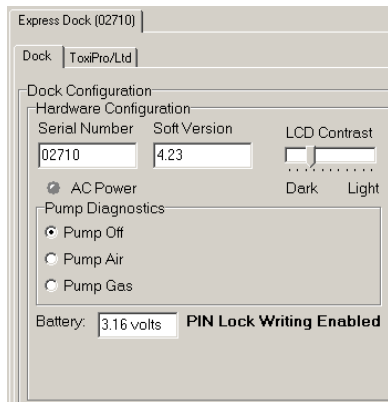 Express Dock (02710)
Dock ToxiPro/Ltd
Dock Configuration
Hardware Configuration
Serial Number Soft Version LCD Contrast
02710 4.23
AC Power Dark Light
Pump Diagnostics
Pump Off
Pump Air
Pump Gas
Battery: 3.16 volts PIN Lock Writing Enabled